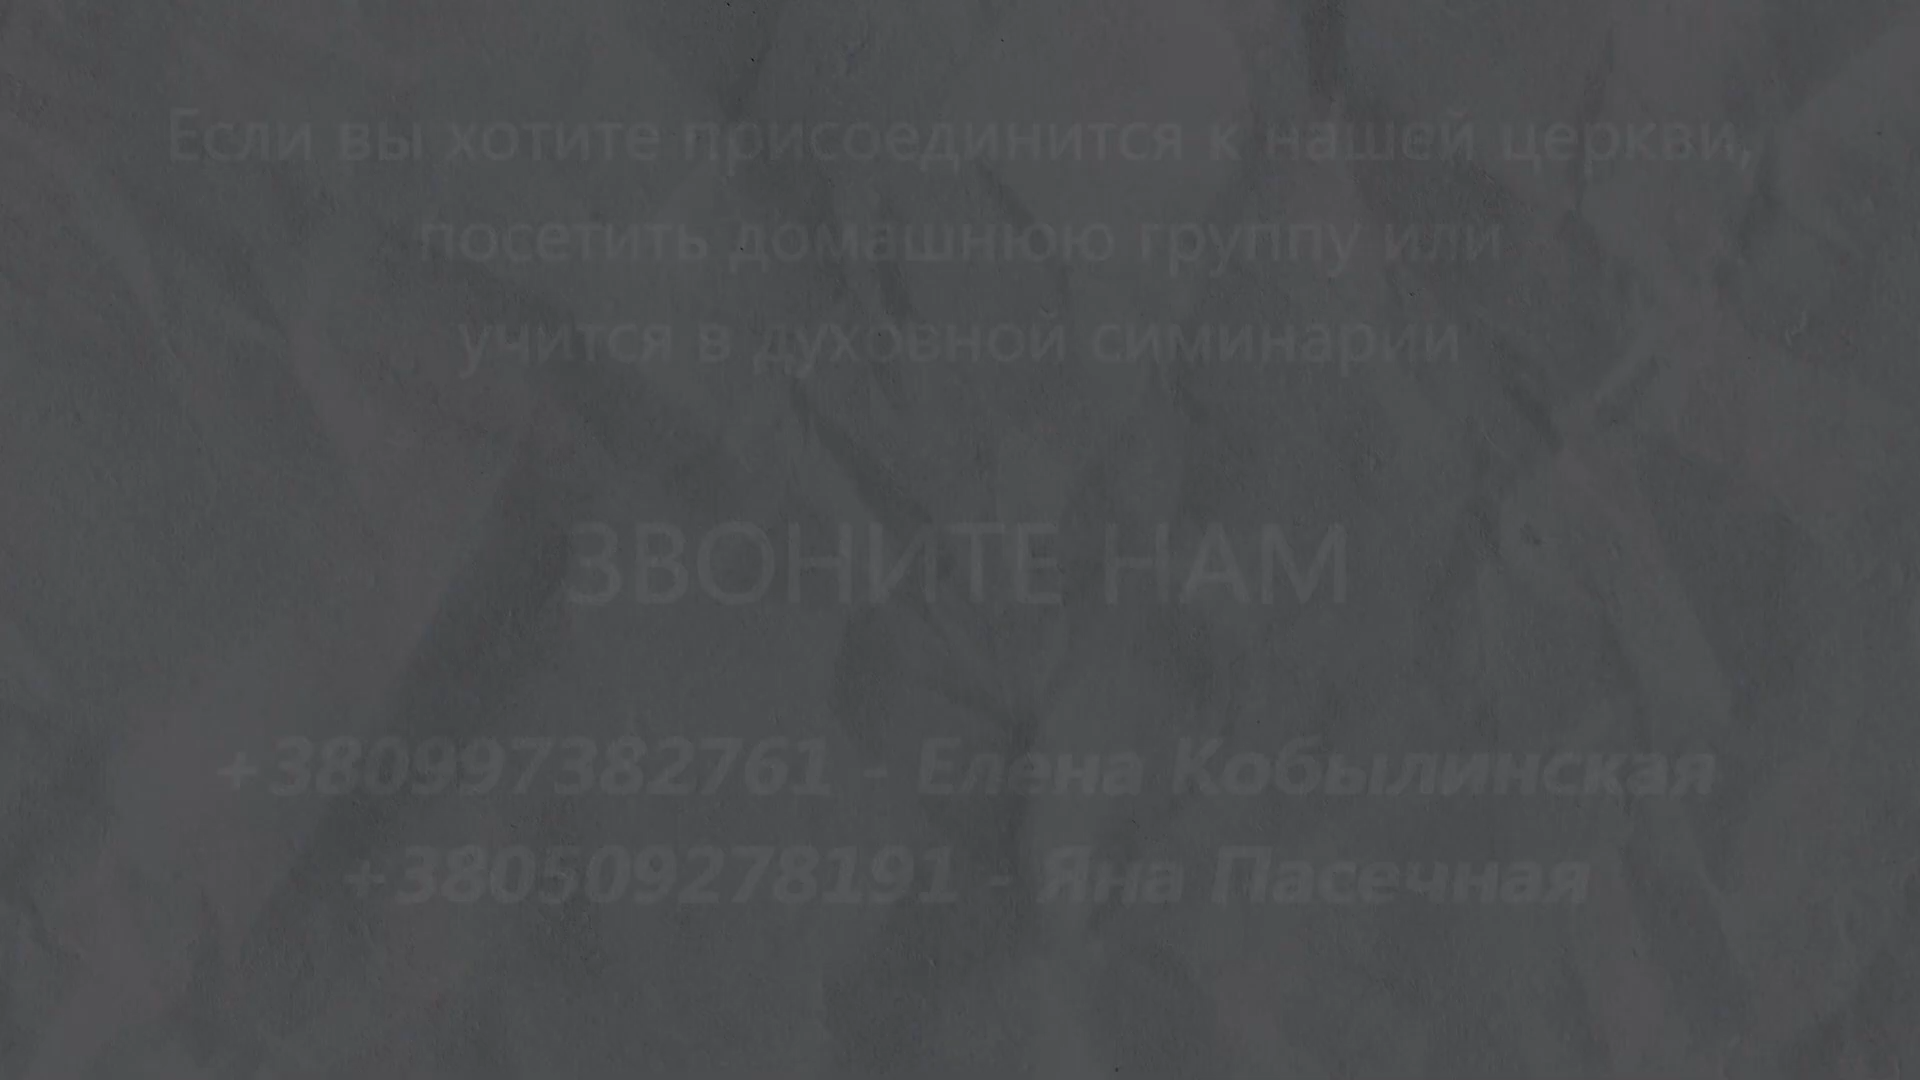 Если вы хотите присоединится к нашей церкви,
посетить домашнюю группу или
учится в духовной симинарии
ЗВОНИТЕ НАМ
+380997382761 - Елена Кобылинская
+380509278191 - Яна Пасечная